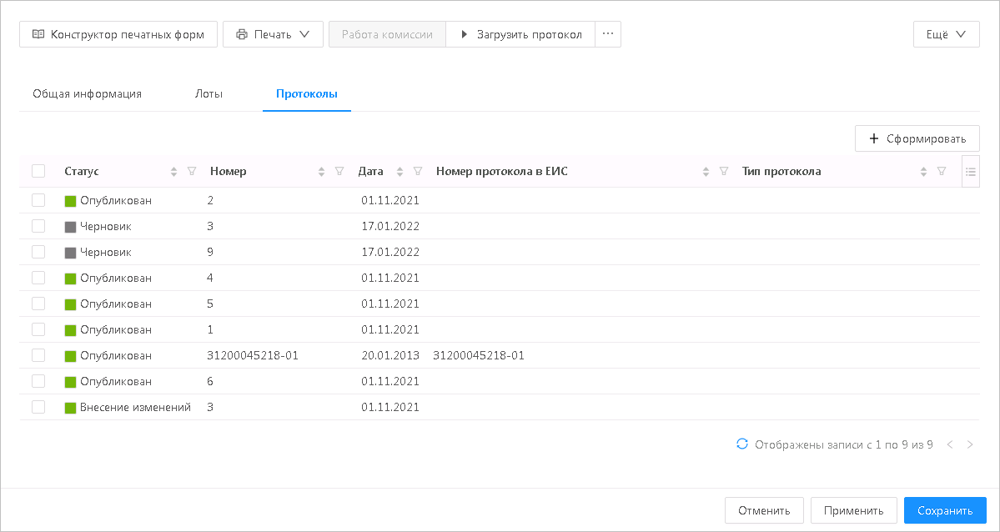 Конструктор печатных форм Печать Работа комиссии Загрузить протокол ... Ещё
Общая информация Лоты Протоколы
+ Сформировать
Статус Номер Дата Номер протокола в ЕИС Тип протокола
Опубликован 2 01.11.2021
Черновик 3 17.01.2022
Черновик 9 17.01.2022
Опубликован 4 01.11.2021
Опубликован 5 01.11.2021
Опубликован 1 01.11.2021
Опубликован 31200045218-01 20.01.2013 31200045218-01
Опубликован 6 01.11.2021
Внесение изменений 3 01.11.2021
Отображены записи с 1 по 9 из 9
Отменить Применить Сохранить